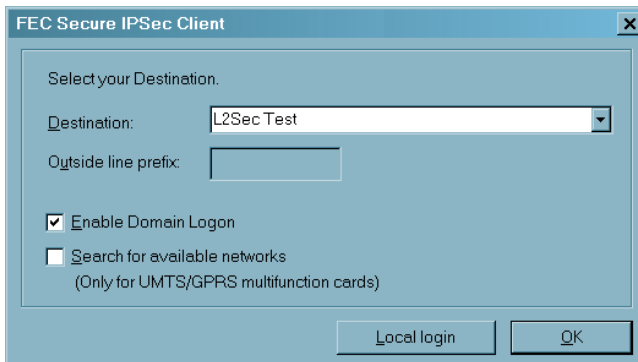 FEC Secure IPSec Client
Select your Destination.
Destination: L2Sec Test
Outside line prefix:
Enable Domain Logon
Search for available networks
(Only for UMTS/GPRS multifunction cards)
Local login OK